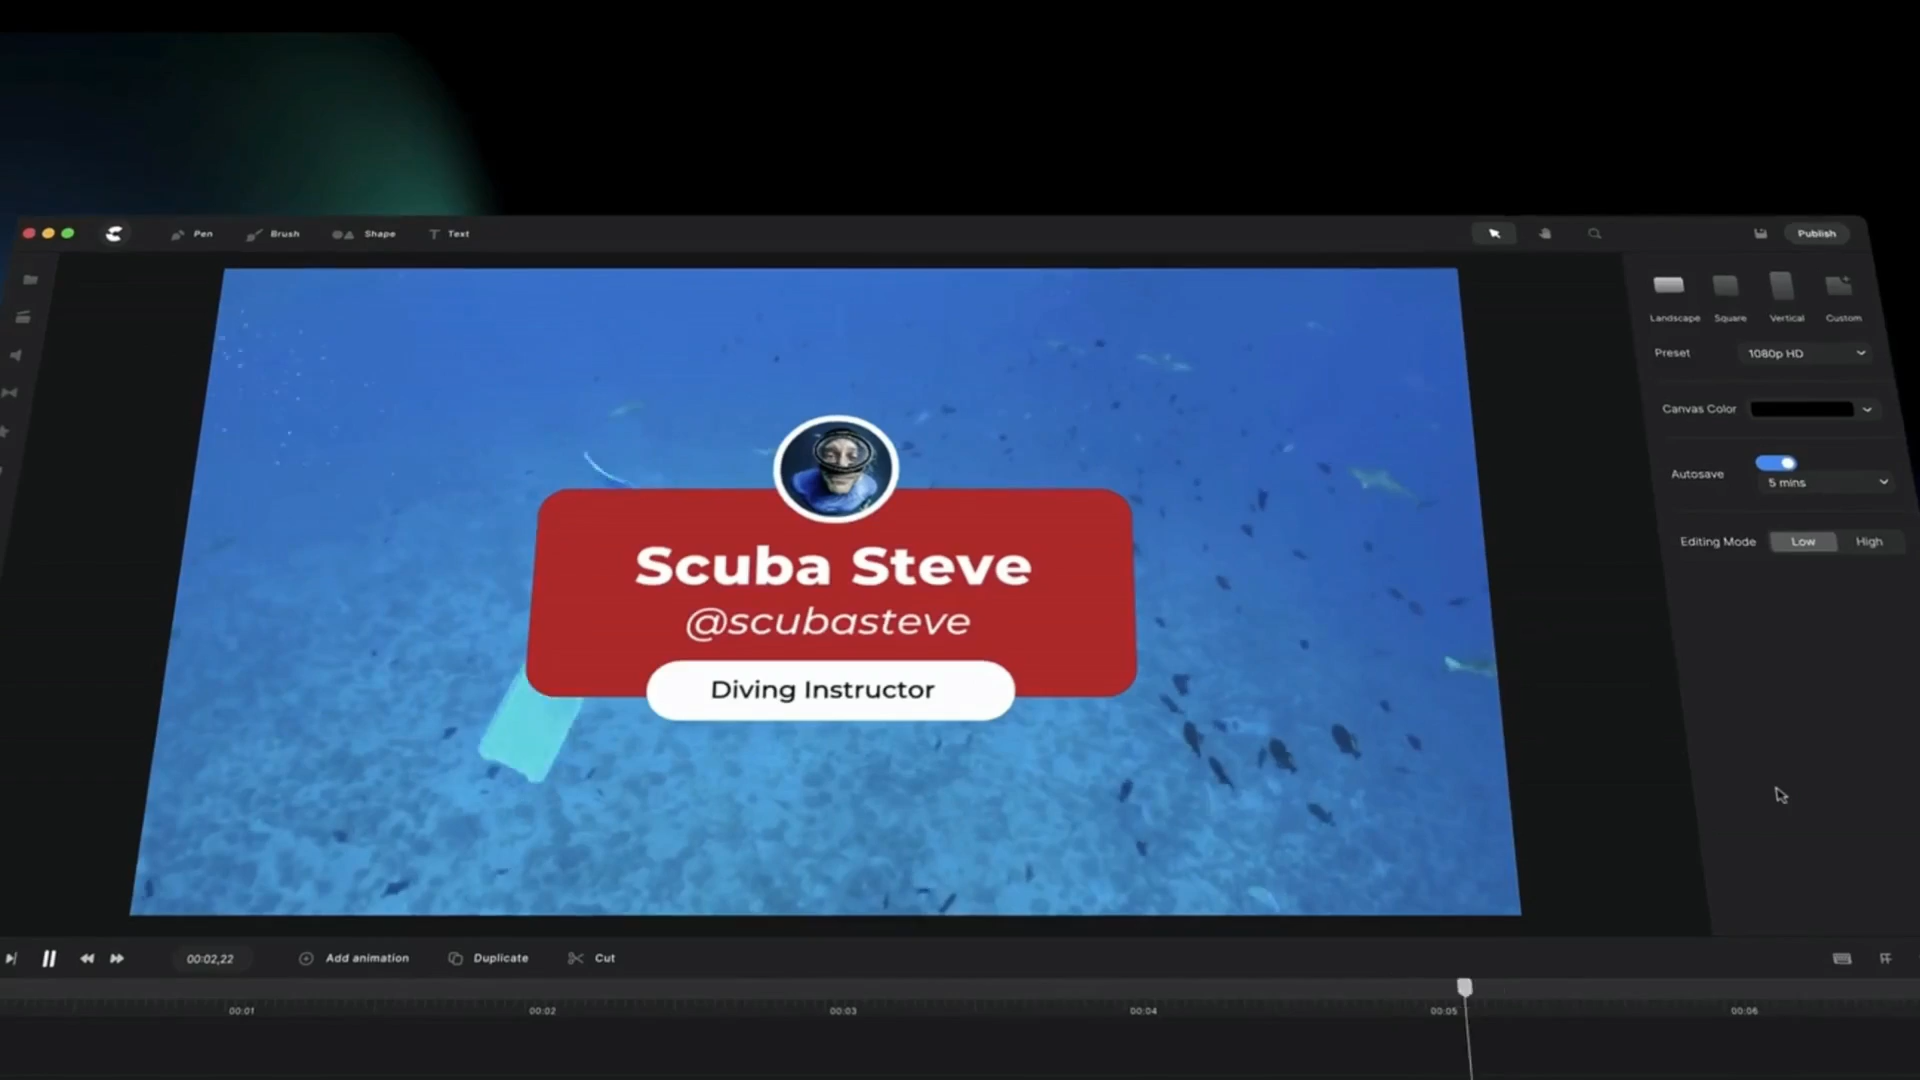 Pen Brush Shape Text Publish
Landscape Square Vertical Custom
Preset 1080p HD
Canvas Color
Autosave 5 mins
Editing Mode Low High
Scuba Steve
@scubasteve
Diving Instructor
00:02,22 Add animation Duplicate Cut
00:01 00:02 00:03 00:04 00:05 00:06